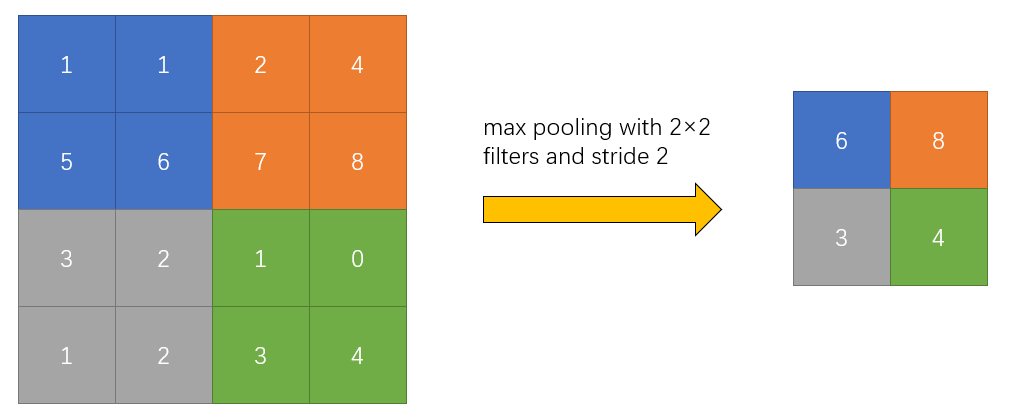 1 1 2 4
5 6 7 8
3 2 1 0
1 2 3 4
max pooling with 2×2
filters and stride 2
6 8
3 4